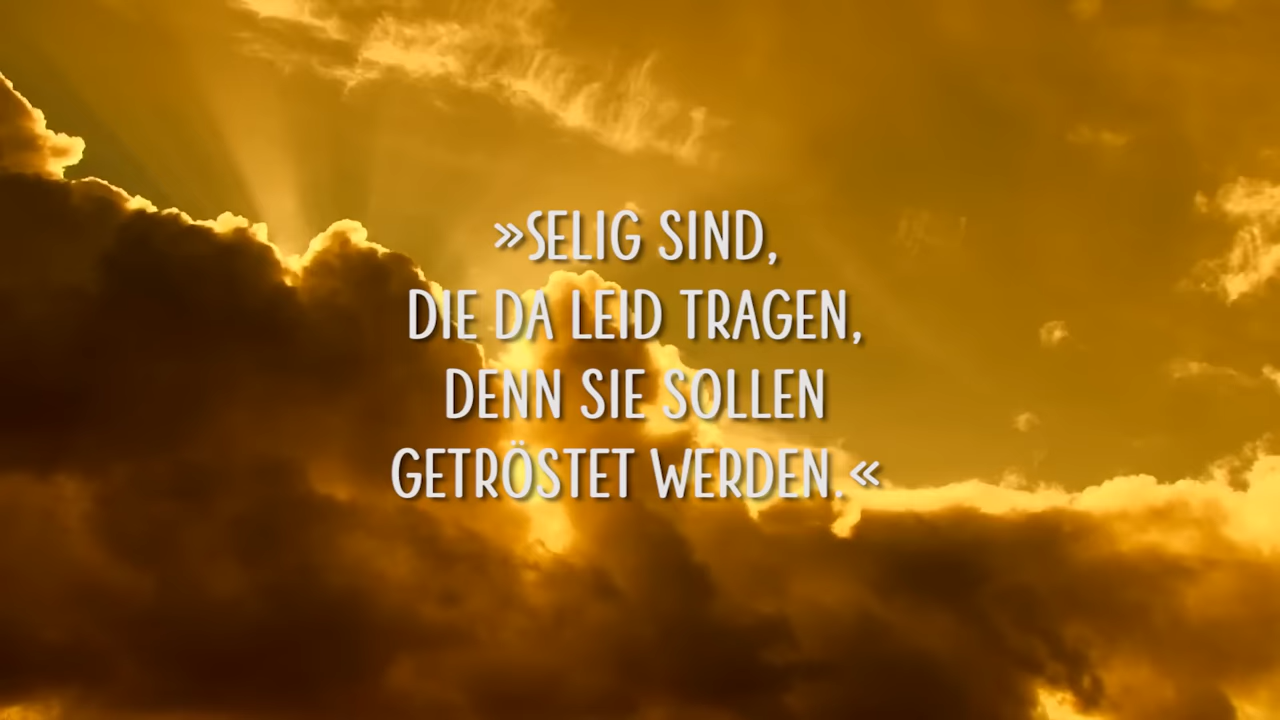 »SELIG SIND,
DIE DA LEID TRAGEN,
DENN SIE SOLLEN
GETRÖSTET WERDEN.«